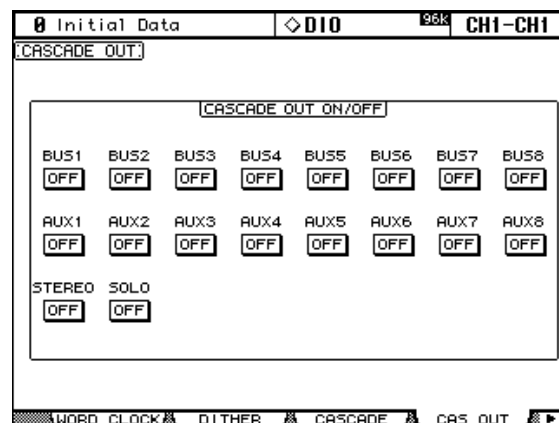 0 Initial Data ◇DIO 96K CH1-CH1
CASCADE OUT
CASCADE OUT ON/OFF
BUS1 BUS2 BUS3 BUS4 BUS5 BUS6 BUS7 BUS8
OFF OFF OFF OFF OFF OFF OFF OFF
AUX1 AUX2 AUX3 AUX4 AUX5 AUX6 AUX7 AUX8
OFF OFF OFF OFF OFF OFF OFF OFF
STEREO SOLO
OFF OFF
WORD CLOCK DITHER CASCADE CAS OUT